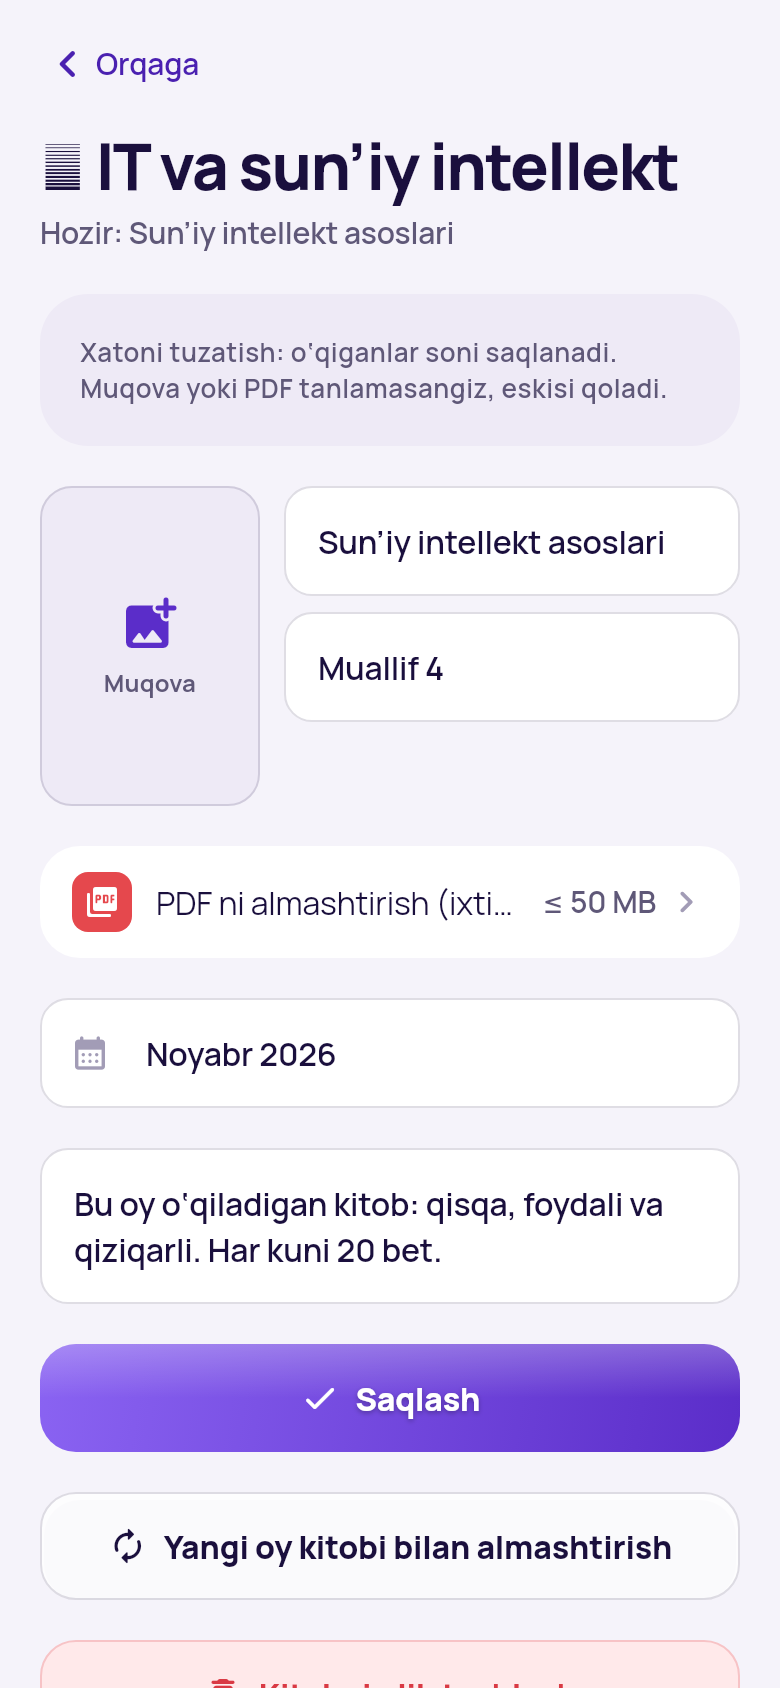 Orqaga
IT va sun’iy intellekt
Hozir: Sun’iy intellekt asoslari
Xatoni tuzatish: o‘qiganlar soni saqlanadi.
Muqova yoki PDF tanlamasangiz, eskisi qoladi.
Muqova
Sun’iy intellekt asoslari
Muallif 4
PDF
PDF ni almashtirish (ixti...
≤ 50 MB
Noyabr 2026
Bu oy o‘qiladigan kitob: qisqa, foydali va
qiziqarli. Har kuni 20 bet.
Saqlash
Yangi oy kitobi bilan almashtirish